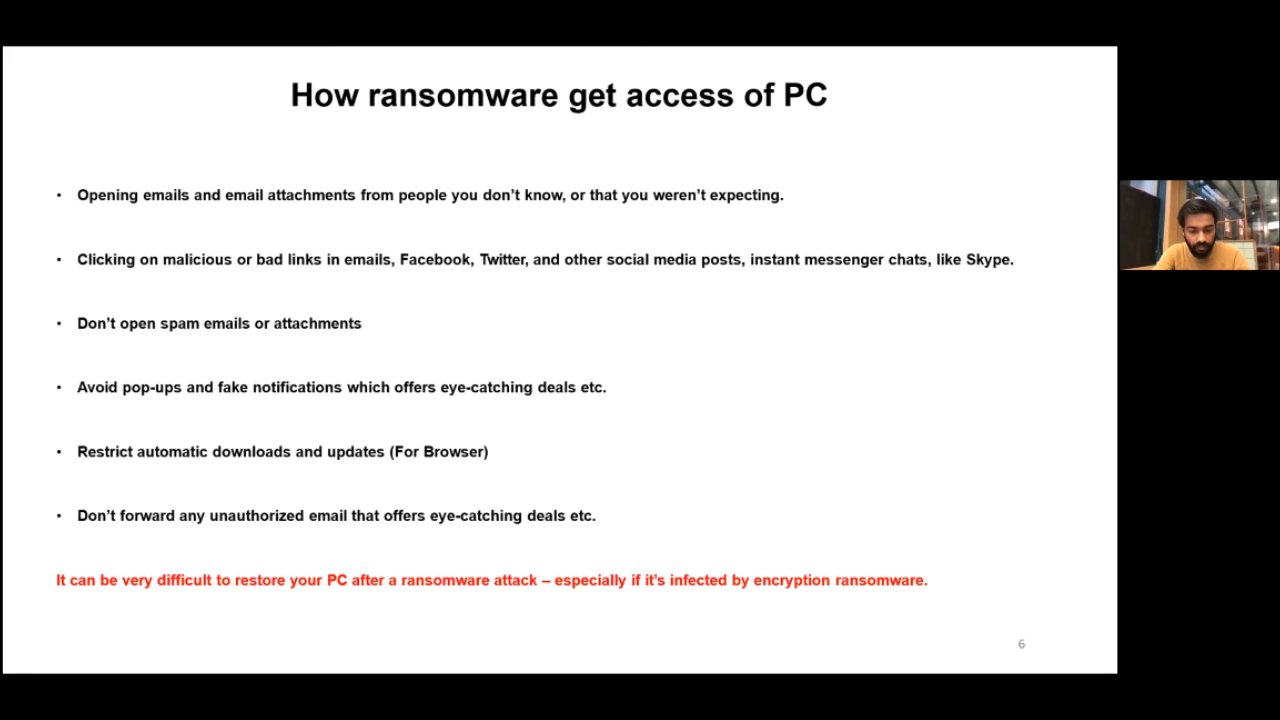 How ransomware get access of PC
• Opening emails and email attachments from people you don’t know, or that you weren’t expecting.
• Clicking on malicious or bad links in emails, Facebook, Twitter, and other social media posts, instant messenger chats, like Skype.
• Don’t open spam emails or attachments
• Avoid pop-ups and fake notifications which offers eye-catching deals etc.
• Restrict automatic downloads and updates (For Browser)
• Don’t forward any unauthorized email that offers eye-catching deals etc.
It can be very difficult to restore your PC after a ransomware attack – especially if it’s infected by encryption ransomware.
6